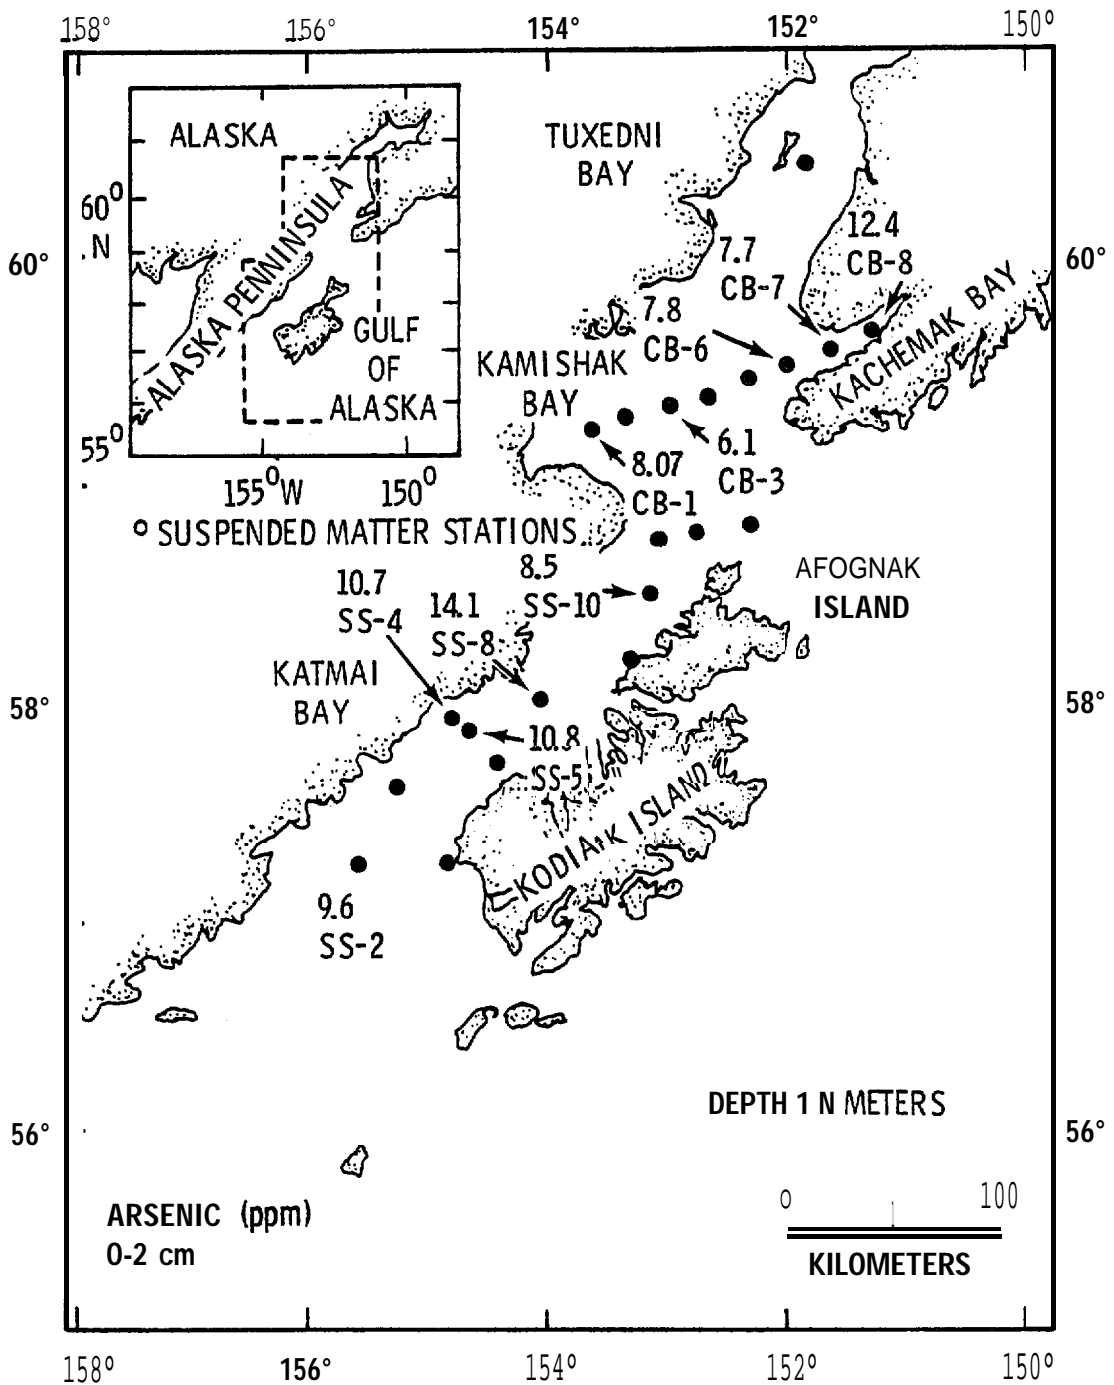 158°
156°
154°
152°
150°
ALASKA
60°
N
55°
ALASKA PENNINSULA
GULF
OF
ALASKA
155°W
150°
TUXEDNI
BAY
60°
60°
12.4
CB-8
7.7
CB-7
7.8
CB-6
KACHEMAK BAY
KAMISHAK
BAY
6.1
CB-3
8.07
CB-1
SUSPENDED MATTER STATIONS
8.5
SS-10
AFOGNAK
ISLAND
10.7
SS-4
14.1
SS-8
KATMAI
BAY
58°
58°
10.8
SS-5
KODIAK ISLAND
9.6
SS-2
DEPTH 1 N METERS
56°
56°
ARSENIC (ppm)
0-2 cm
0
100
KILOMETERS
158°
156°
154°
152°
150°